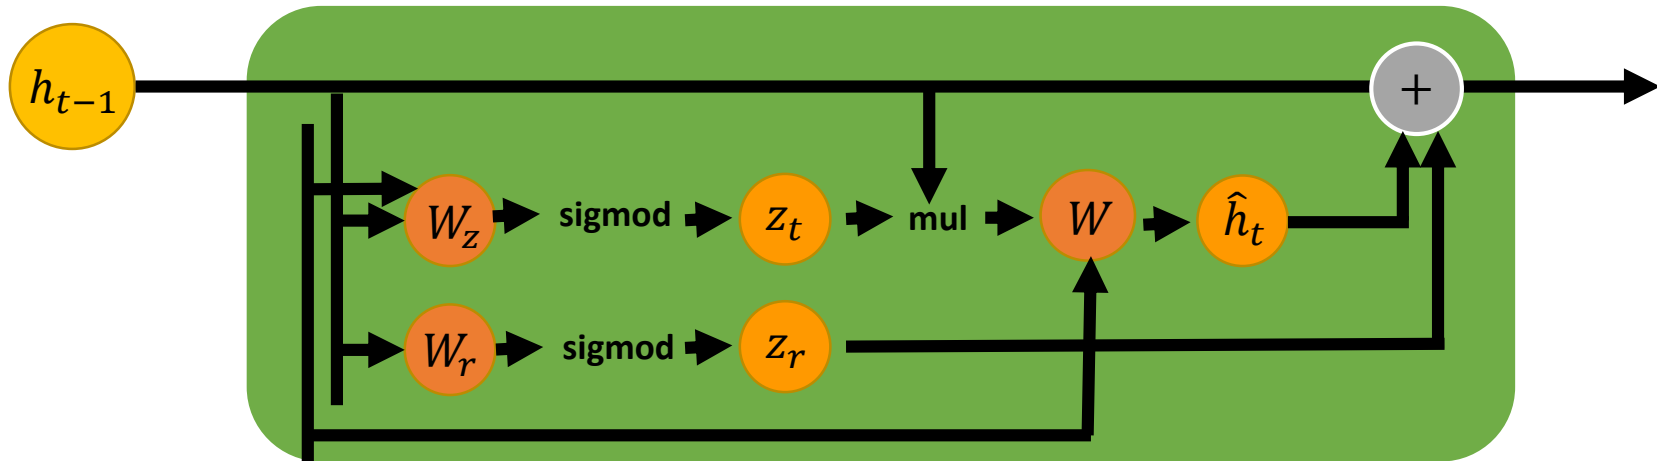 h_{t−1}
+
W_z sigmod z_t mul W ĥ_t
W_r sigmod z_r